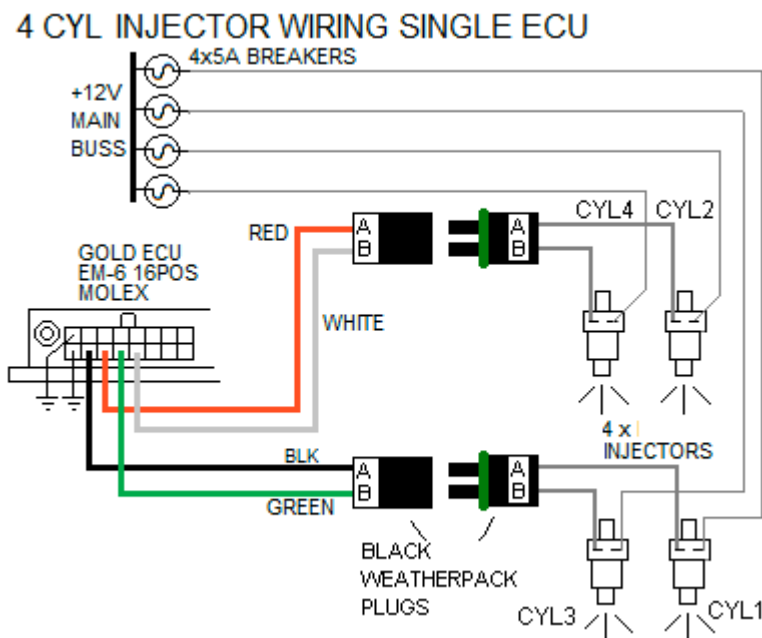 4 CYL INJECTOR WIRING SINGLE ECU
4x5A BREAKERS
+12V
MAIN
BUSS
RED
A
B
A
B
CYL4
CYL2
GOLD ECU
EM-6 16POS
MOLEX
WHITE
4 x
INJECTORS
BLK
A
B
A
B
GREEN
BLACK
WEATHERPACK
PLUGS
CYL3
CYL1